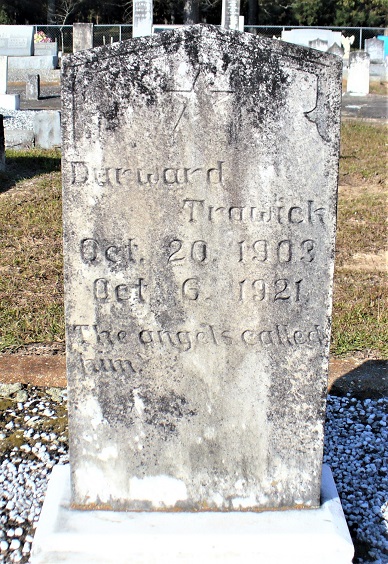 Durward
Trawick
Oct. 20. 1903
Oct 6. 1921
The angels called
him.